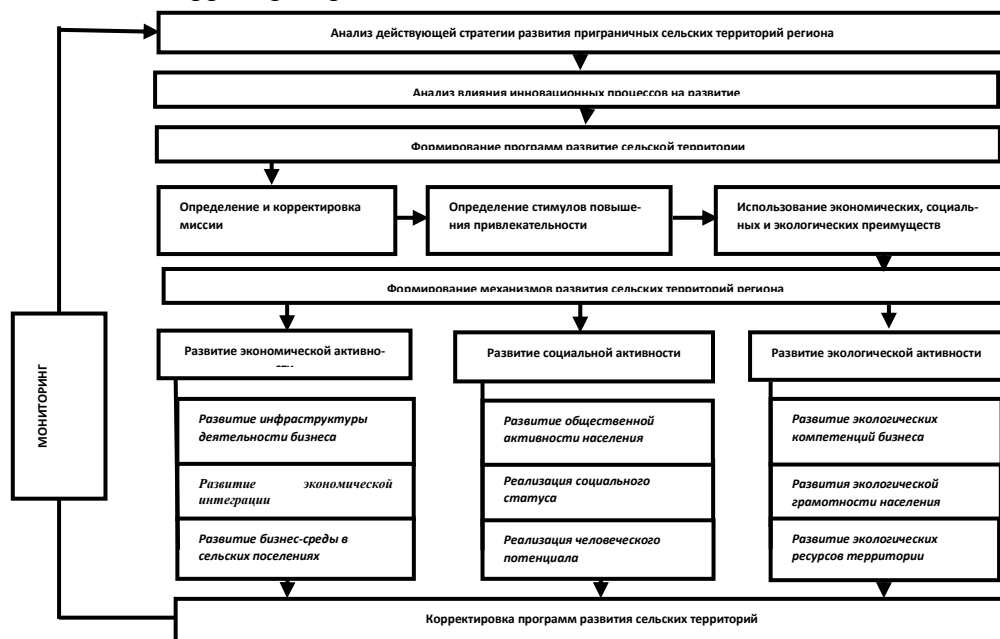 Анализ действующей стратегии развития приграничных сельских территорий региона
Анализ влияния инновационных процессов на развитие
Формирование программ развитие сельской территории
Определение и корректировка
миссии
Определение стимулов повыше-
ния привлекательности
Использование экономических, социаль-
ных и экологических преимуществ
Формирование механизмов развития сельских территорий региона
МОНИТОРИНГ
Развитие экономической активно-
сти
Развитие социальной активности
Развитие экологической активности
Развитие инфраструктуры
деятельности бизнеса
Развитие экономической
интеграции
Развитие бизнес-среды в
сельских поселениях
Развитие общественной
активности населения
Реализация социального
статуса
Реализация человеческого
потенциала
Развитие экологических
компетенций бизнеса
Развития экологической
грамотности населения
Развитие экологических
ресурсов территории
Корректировка программ развития сельских территорий